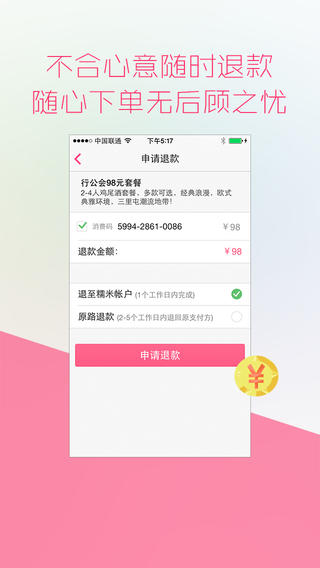 不合心意随时退款
随心下单无后顾之忧
中国联通 下午5:17
申请退款
行公会98元套餐
2-4人鸡尾酒套餐，多款可选，经典浪漫，欧式
典雅环境，三里屯潮流地带！
消费码 5994-2861-0086 ￥98
退款金额： ￥98
退至糯米帐户 (1个工作日内完成)
原路退款 (2-5个工作日内退回原支付方)
申请退款
￥